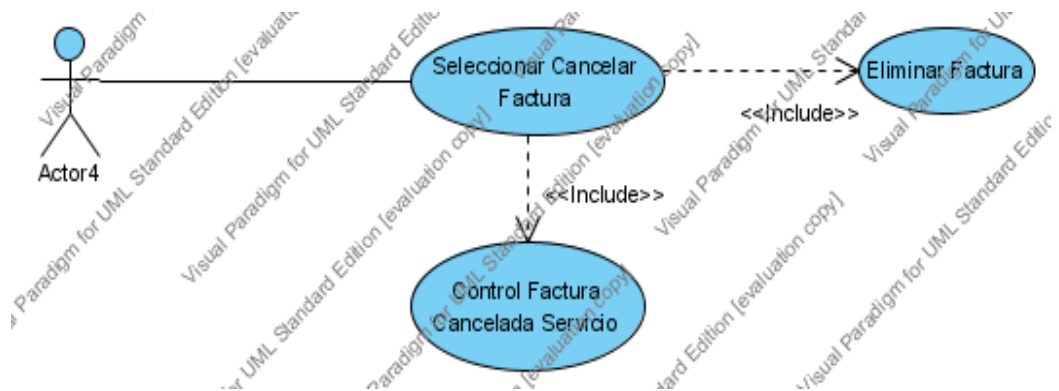 Seleccionar Cancelar
Factura
Eliminar Factura
<<Include>>
Actor4
<<Include>>
Control Factura
Cancelada Servicio
Visual Paradigm for UML Standard Edition [evaluation copy]